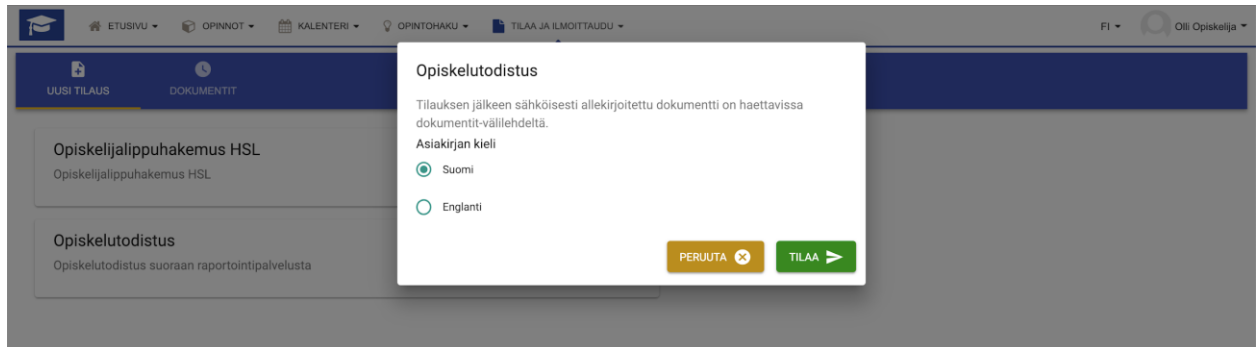 ETUSIVU OPINNOT KALENTERI OPINTOHAKU TILAA JA ILMOITTAUDU FI Olli Opiskelija
UUSI TILAUS DOKUMENTIT
Opiskelutodistus
Tilauksen jälkeen sähköisesti allekirjoitettu dokumentti on haettavissa
dokumentit-välilehdeltä.
Asiakirjan kieli
Suomi
Englanti
PERUUTA TILAA
Opiskelijalippuhakemus HSL
Opiskelijalippuhakemus HSL
Opiskelutodistus
Opiskelutodistus suoraan raportointipalvelusta